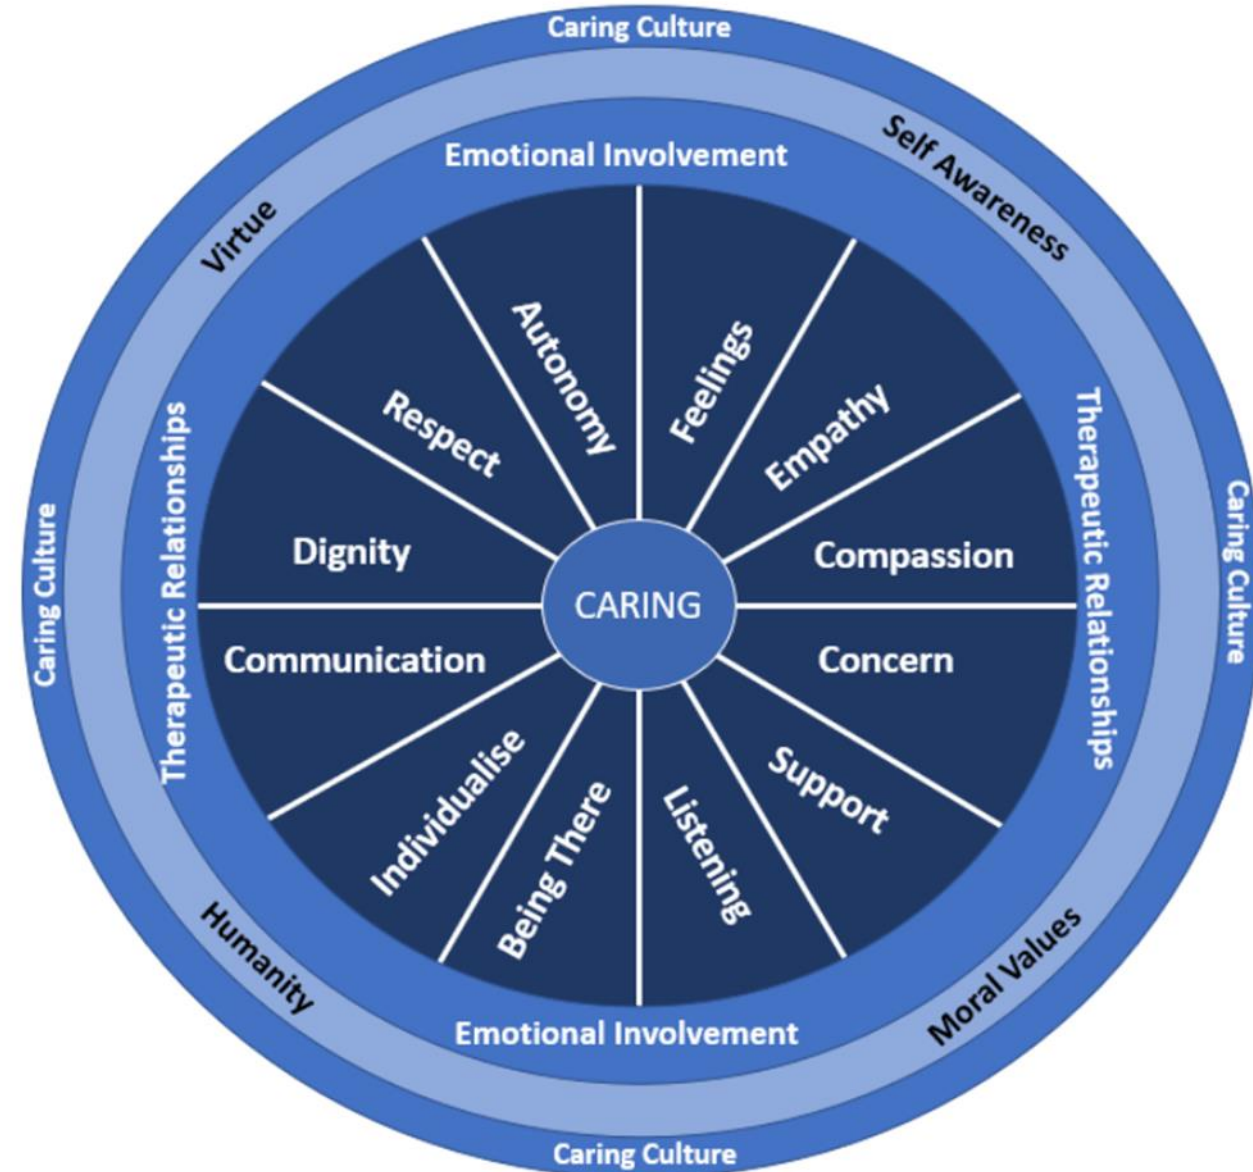 Caring Culture
Self Awareness
Emotional Involvement
Virtue
Autonomy
Feelings
Respect
Empathy
Therapeutic Relationships
Therapeutic Relationships
Caring Culture
Caring Culture
Dignity
Compassion
CARING
Communication
Concern
Individualise
Being There
Listening
Support
Humanity
Moral Values
Emotional Involvement
Caring Culture